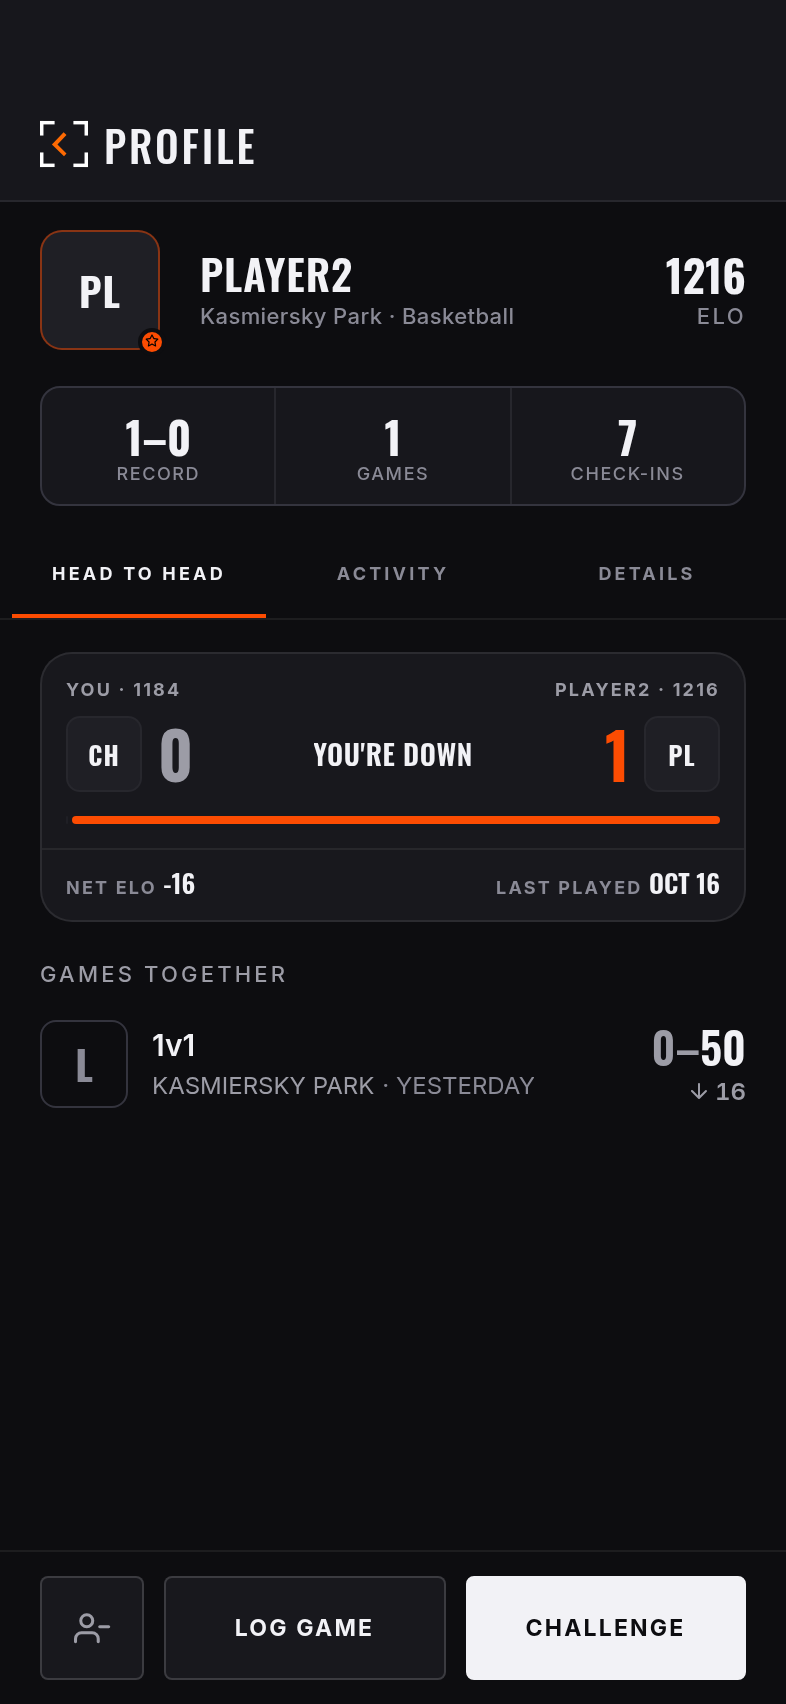 PROFILE
PL
PLAYER2
Kasmiersky Park · Basketball
1216
ELO
1–0
RECORD
1
GAMES
7
CHECK-INS
HEAD TO HEAD
ACTIVITY
DETAILS
YOU · 1184
PLAYER2 · 1216
CH
0
YOU'RE DOWN
1
PL
NET ELO -16
LAST PLAYED OCT 16
GAMES TOGETHER
L
1v1
KASMIERSKY PARK · YESTERDAY
0–50
↓ 16
LOG GAME
CHALLENGE